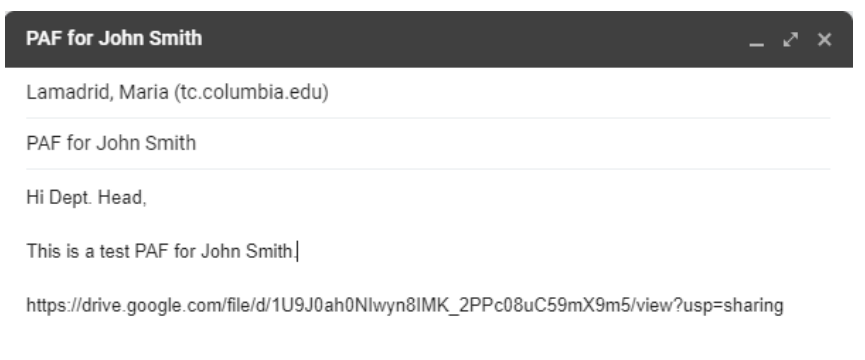 PAF for John Smith
Lamadrid, Maria (tc.columbia.edu)
PAF for John Smith
Hi Dept. Head,
This is a test PAF for John Smith.
https://drive.google.com/file/d/1U9J0ah0NIwyn8IMK_2PPc08uC59mX9m5/view?usp=sharing